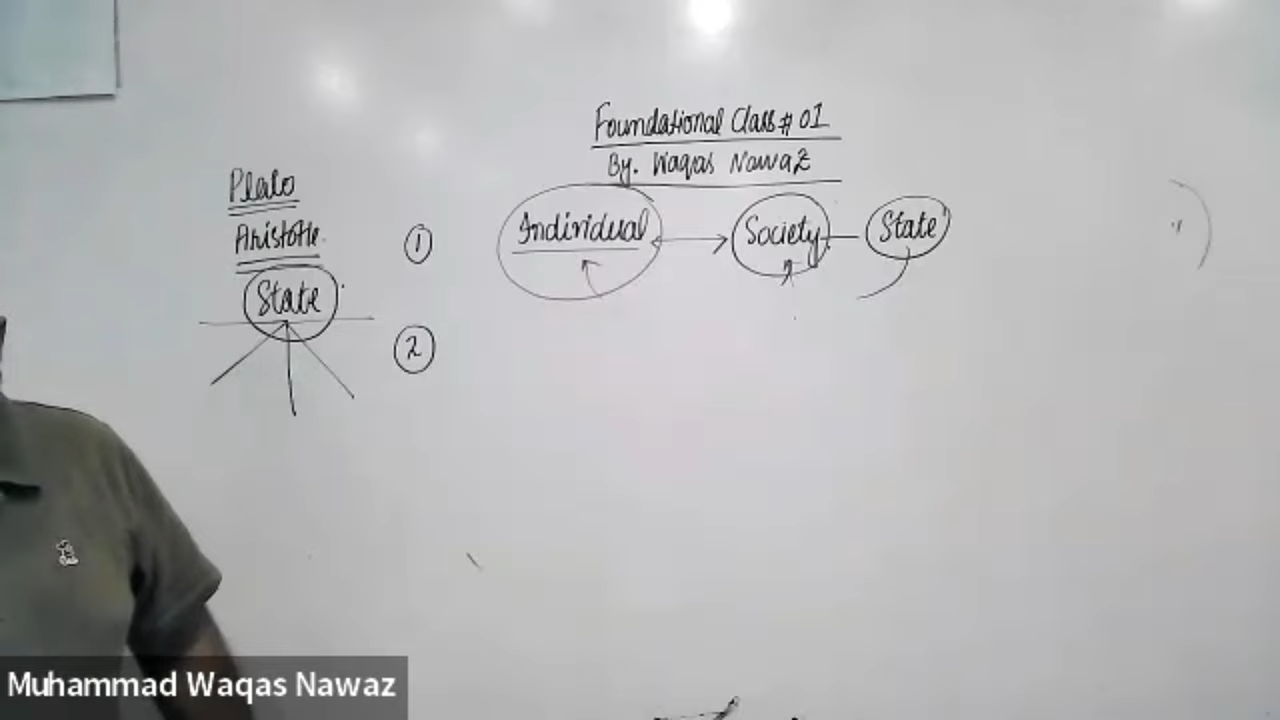 Foundational Class # 01
By. Waqas Nawaz
Plato
Aristotle.
State
1
2
Individual Society State
Muhammad Waqas Nawaz